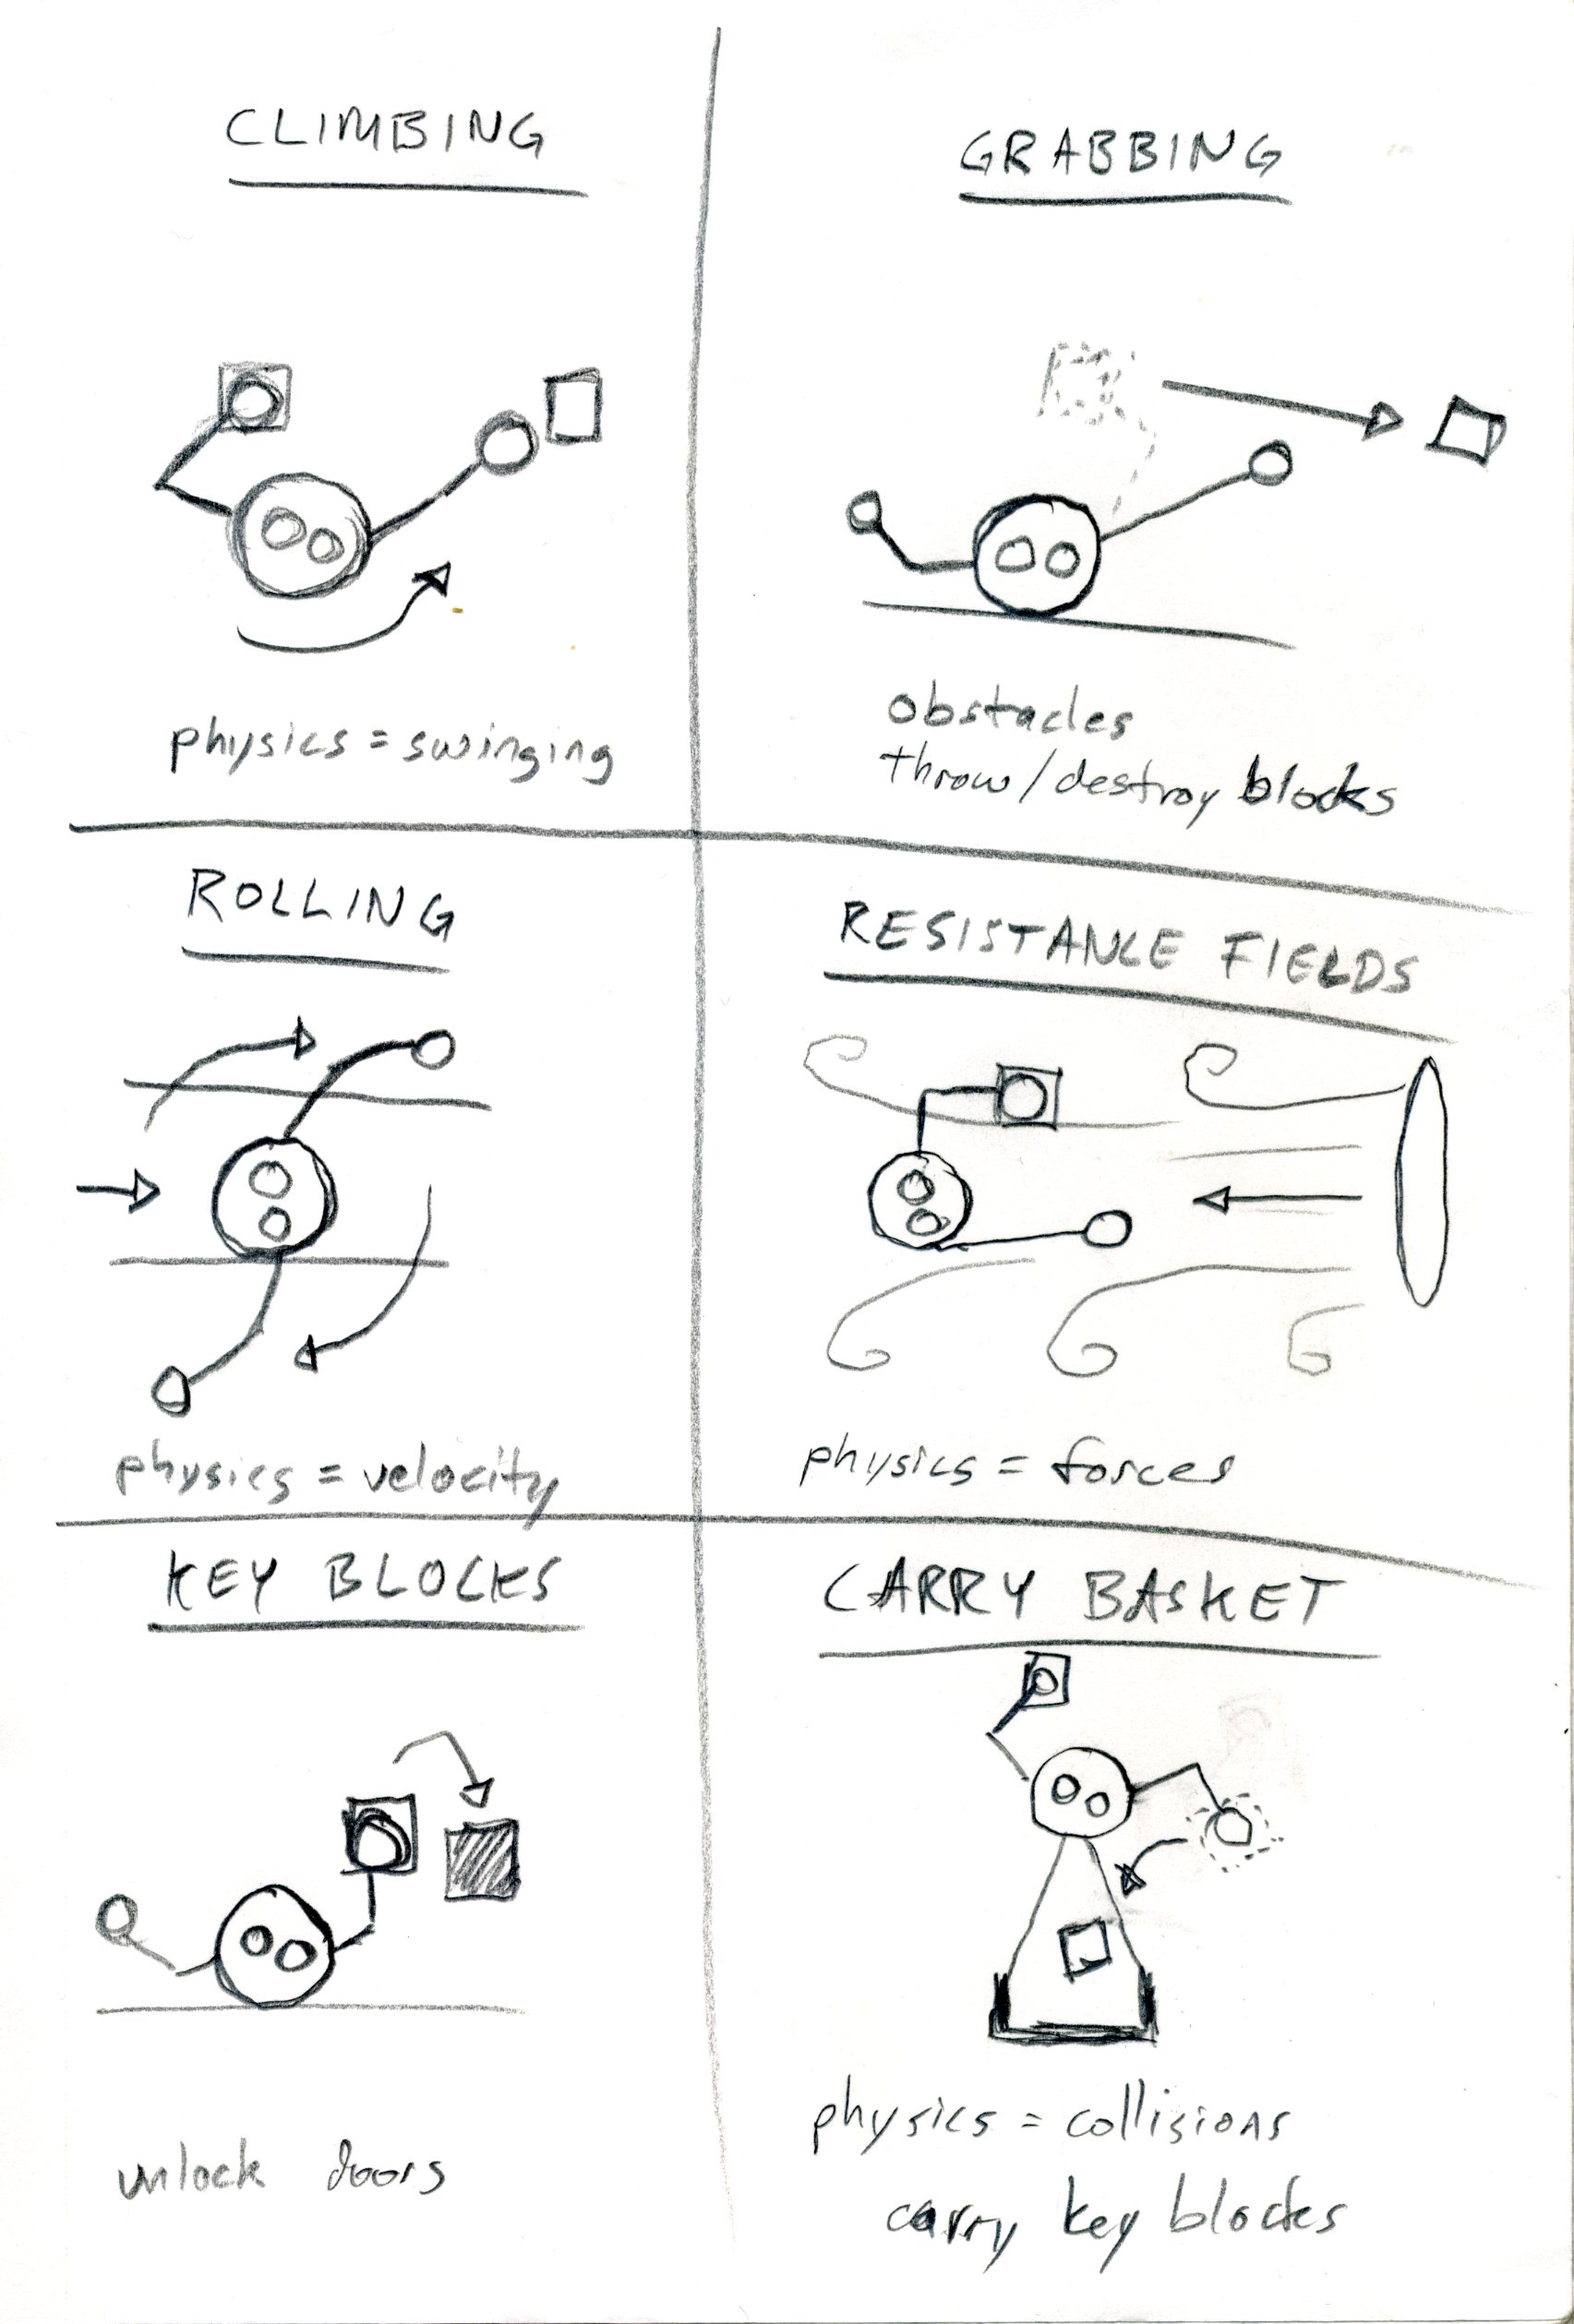 CLIMBING
physics = swinging
GRABBING
obstacles
throw/destroy blocks
ROLLING
physics = velocity
RESISTANCE FIELDS
physics = forces
KEY BLOCKS
unlock doors
CARRY BASKET
physics = collisions
carry key blocks